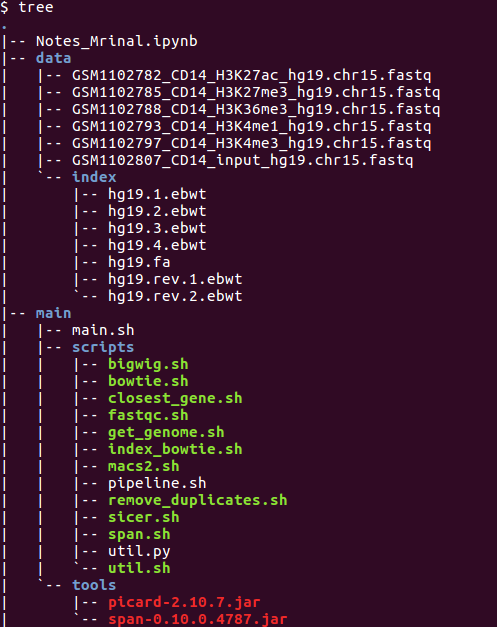 $ tree
.
|-- Notes_Mrinal.ipynb
|-- data
|   |-- GSM1102782_CD14_H3K27ac_hg19.chr15.fastq
|   |-- GSM1102785_CD14_H3K27me3_hg19.chr15.fastq
|   |-- GSM1102788_CD14_H3K36me3_hg19.chr15.fastq
|   |-- GSM1102793_CD14_H3K4me1_hg19.chr15.fastq
|   |-- GSM1102797_CD14_H3K4me3_hg19.chr15.fastq
|   |-- GSM1102807_CD14_input_hg19.chr15.fastq
|   `-- index
|       |-- hg19.1.ebwt
|       |-- hg19.2.ebwt
|       |-- hg19.3.ebwt
|       |-- hg19.4.ebwt
|       |-- hg19.fa
|       |-- hg19.rev.1.ebwt
|       `-- hg19.rev.2.ebwt
|-- main
|   |-- main.sh
|   |-- scripts
|   |   |-- bigwig.sh
|   |   |-- bowtie.sh
|   |   |-- closest_gene.sh
|   |   |-- fastqc.sh
|   |   |-- get_genome.sh
|   |   |-- index_bowtie.sh
|   |   |-- macs2.sh
|   |   |-- pipeline.sh
|   |   |-- remove_duplicates.sh
|   |   |-- sicer.sh
|   |   |-- span.sh
|   |   |-- util.py
|   |   `-- util.sh
|   `-- tools
|       |-- picard-2.10.7.jar
|       `-- span-0.10.0.4787.jar